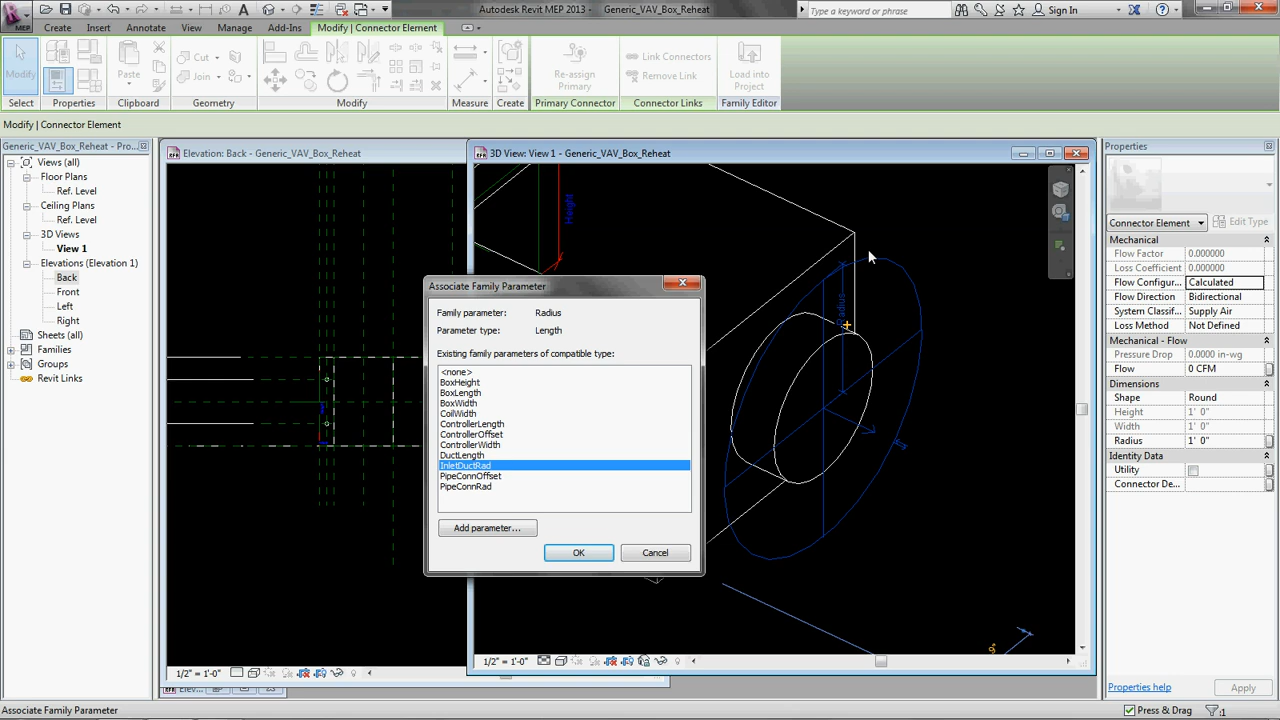 Autodesk Revit MEP 2013 - Generic_VAV_Box_Reheat
Type a keyword or phrase
Sign In
MEP
Create
Insert
Annotate
View
Manage
Add-Ins
Modify | Connector Element
Modify
Paste
Cut
Join
Link Connectors
Remove Link
Re-assign
Primary
Load into
Project
Select
Properties
Clipboard
Geometry
Modify
Measure
Create
Primary Connector
Connector Links
Family Editor
Modify | Connector Element
Generic_VAV_Box_Reheat - Pro...
Views (all)
Floor Plans
Ref. Level
Ceiling Plans
Ref. Level
3D Views
View 1
Elevations (Elevation 1)
Back
Front
Left
Right
Sheets (all)
Families
Groups
Revit Links
Elevation: Back - Generic_VAV_Box_Reheat
1/2" = 1'-0"
Elev...
3D View: View 1 - Generic_VAV_Box_Reheat
Height
Radius
1/2" = 1'-0"
Associate Family Parameter
Family parameter: Radius
Parameter type: Length
Existing family parameters of compatible type:
<none>
BoxHeight
BoxLength
BoxWidth
CoilWidth
ControllerLength
ControllerOffset
ControllerWidth
DuctLength
InletDuctRad
PipeConnOffset
PipeConnRad
Add parameter...
OK
Cancel
Properties
Connector Element
Edit Type
Mechanical
Flow Factor 0.000000
Loss Coefficient 0.000000
Flow Configur... Calculated
Flow Direction Bidirectional
System Classif... Supply Air
Loss Method Not Defined
Mechanical - Flow
Pressure Drop 0.0000 in-wg
Flow 0 CFM
Dimensions
Shape Round
Height 1' 0"
Width 1' 0"
Radius 1' 0"
Identity Data
Utility
Connector De...
Properties help
Apply
Associate Family Parameter
Press & Drag
:1